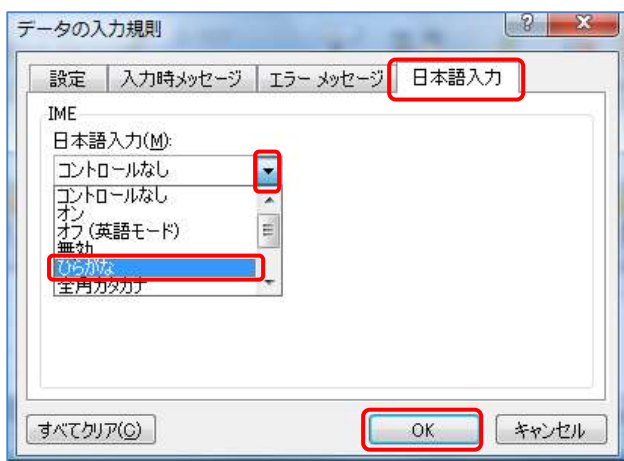 データの入力規則
設定 入力時メッセージ エラー メッセージ 日本語入力
IME
日本語入力(M):
コントロールなし
コントロールなし
オン
オフ (英語モード)
無効
ひらがな
全角カタカナ
すべてクリア(C) OK キャンセル